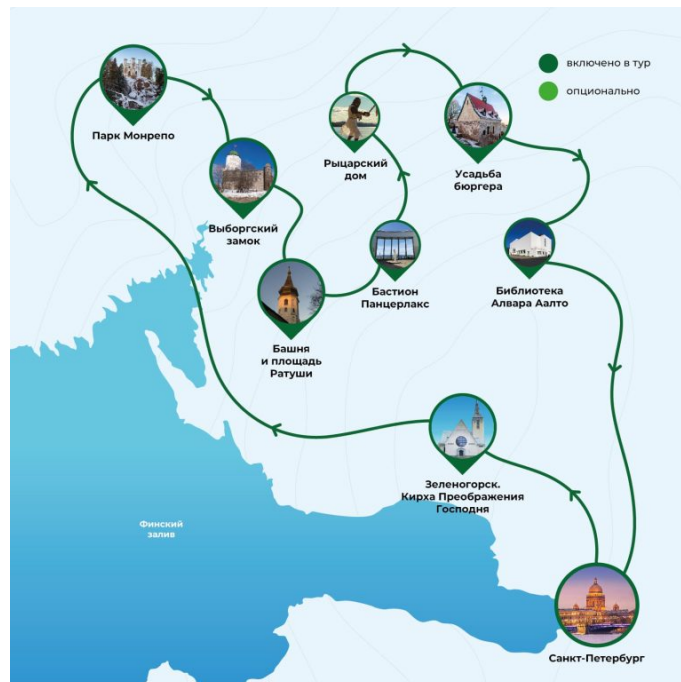 включено в тур
опционально
Парк Монрепо
Рыцарский
дом
Усадьба
бюргера
Выборгский
замок
Бастион
Панцерлакс
Библиотека
Алвара Аалто
Башня
и площадь
Ратуши
Зеленогорск.
Кирха Преображения
Господня
Финский
залив
Санкт-Петербург